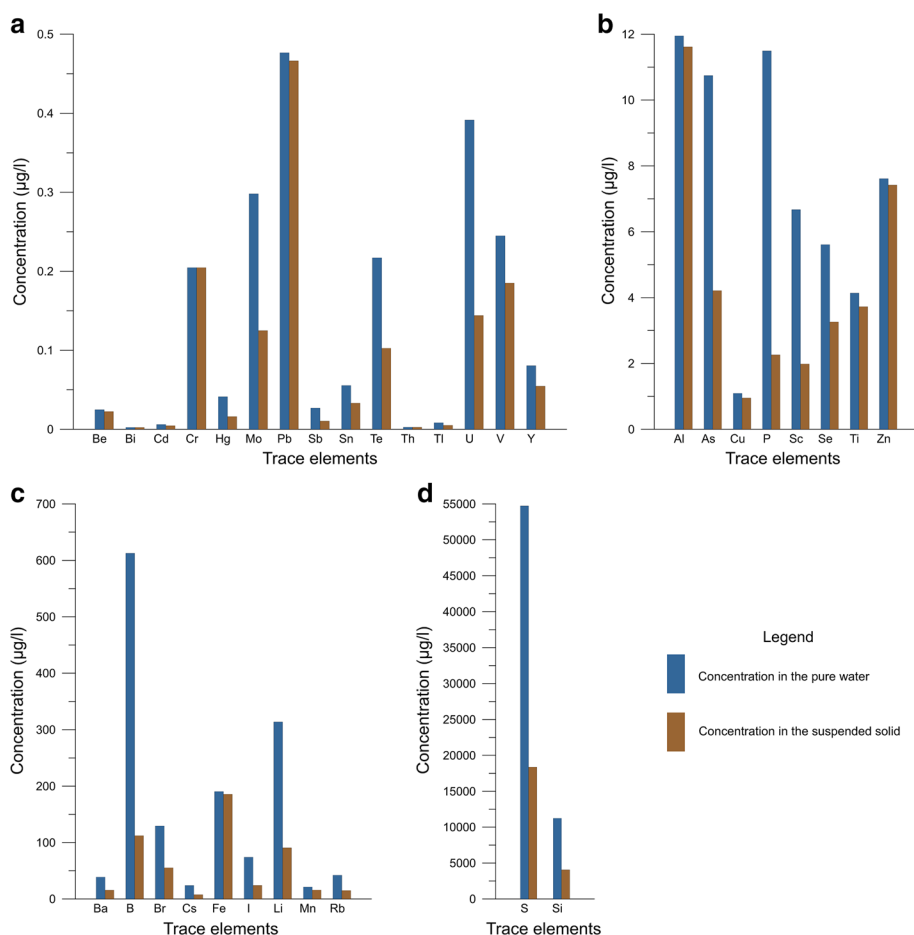 a
0.5
0.4
0.3
0.2
0.1
0
Concentration (µg/l)
Be Bi Cd Cr Hg Mo Pb Sb Sn Te Th Tl U V Y
Trace elements
b
12
10
8
6
4
2
0
Concentration (µg/l)
Al As Cu P Sc Se Ti Zn
Trace elements
c
700
600
500
400
300
200
100
0
Concentration (µg/l)
Ba B Br Cs Fe I Li Mn Rb
Trace elements
d
55000
50000
45000
40000
35000
30000
25000
20000
15000
10000
5000
0
Concentration (µg/l)
S Si
Trace elements
Legend
Concentration in the pure water
Concentration in the suspended solid